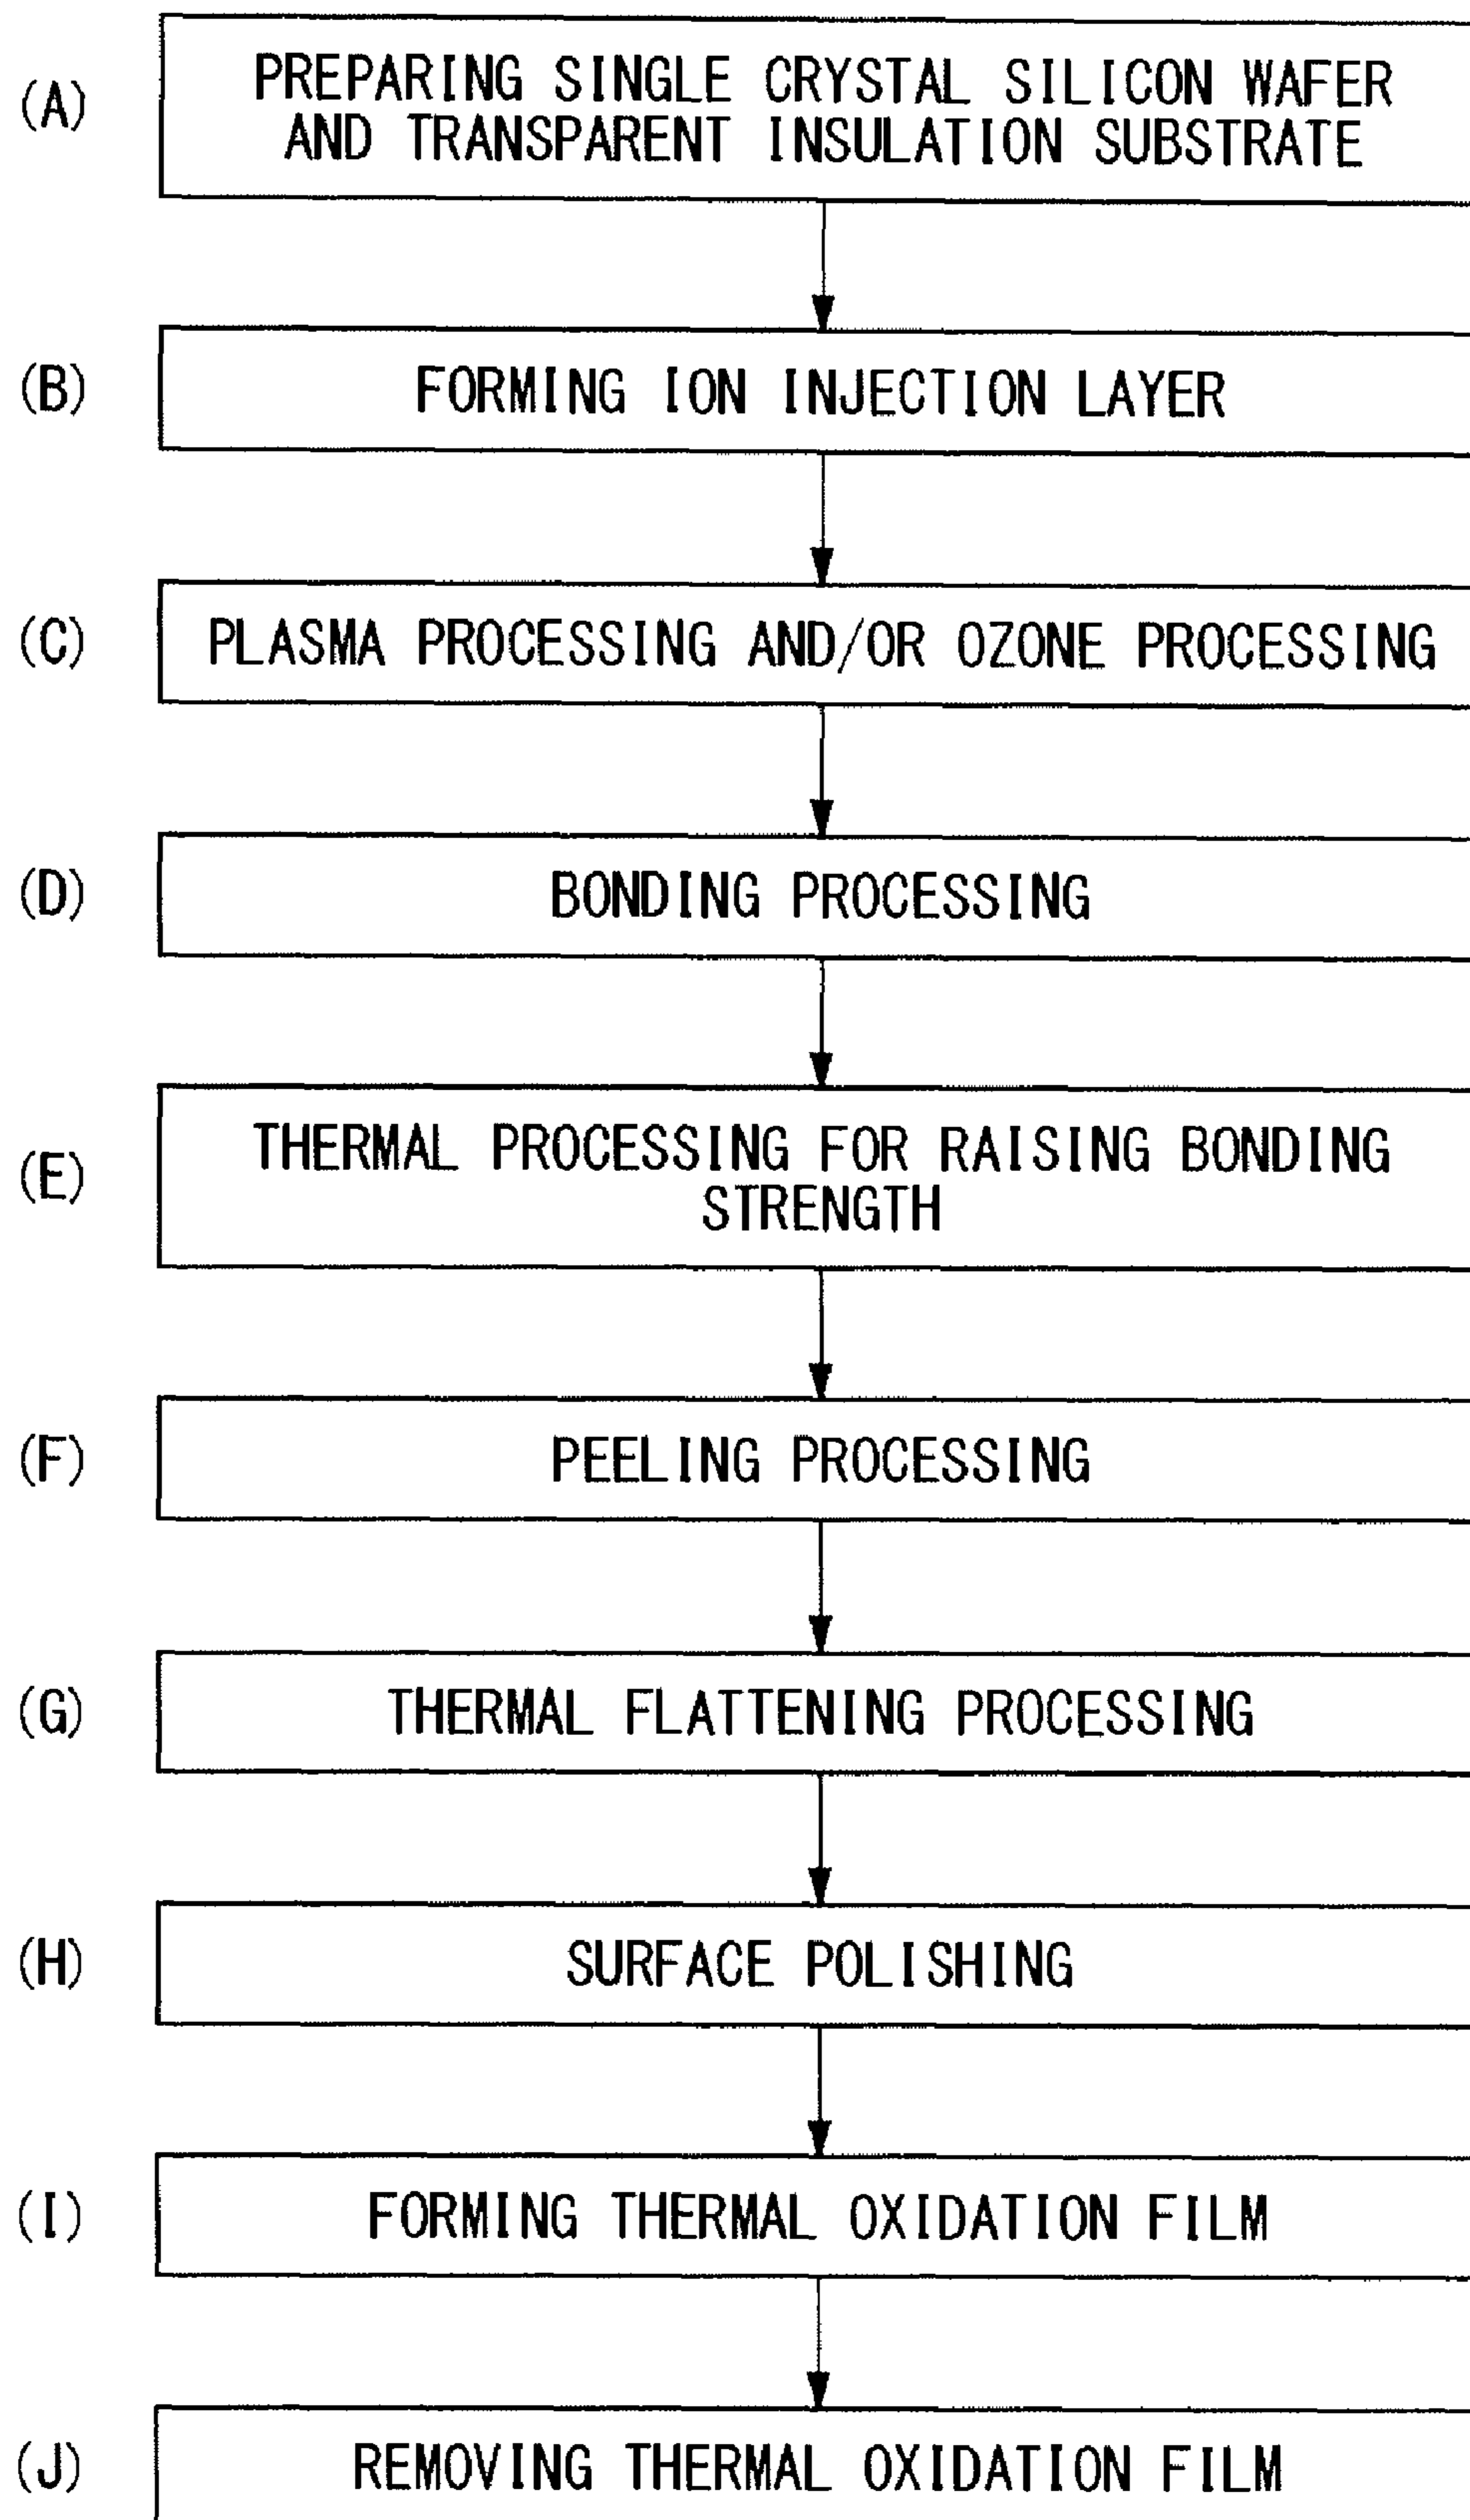 (A) PREPARING SINGLE CRYSTAL SILICON WAFER
AND TRANSPARENT INSULATION SUBSTRATE
(B) FORMING ION INJECTION LAYER
(C) PLASMA PROCESSING AND/OR OZONE PROCESSING
(D) BONDING PROCESSING
(E) THERMAL PROCESSING FOR RAISING BONDING
STRENGTH
(F) PEELING PROCESSING
(G) THERMAL FLATTENING PROCESSING
(H) SURFACE POLISHING
(I) FORMING THERMAL OXIDATION FILM
(J) REMOVING THERMAL OXIDATION FILM